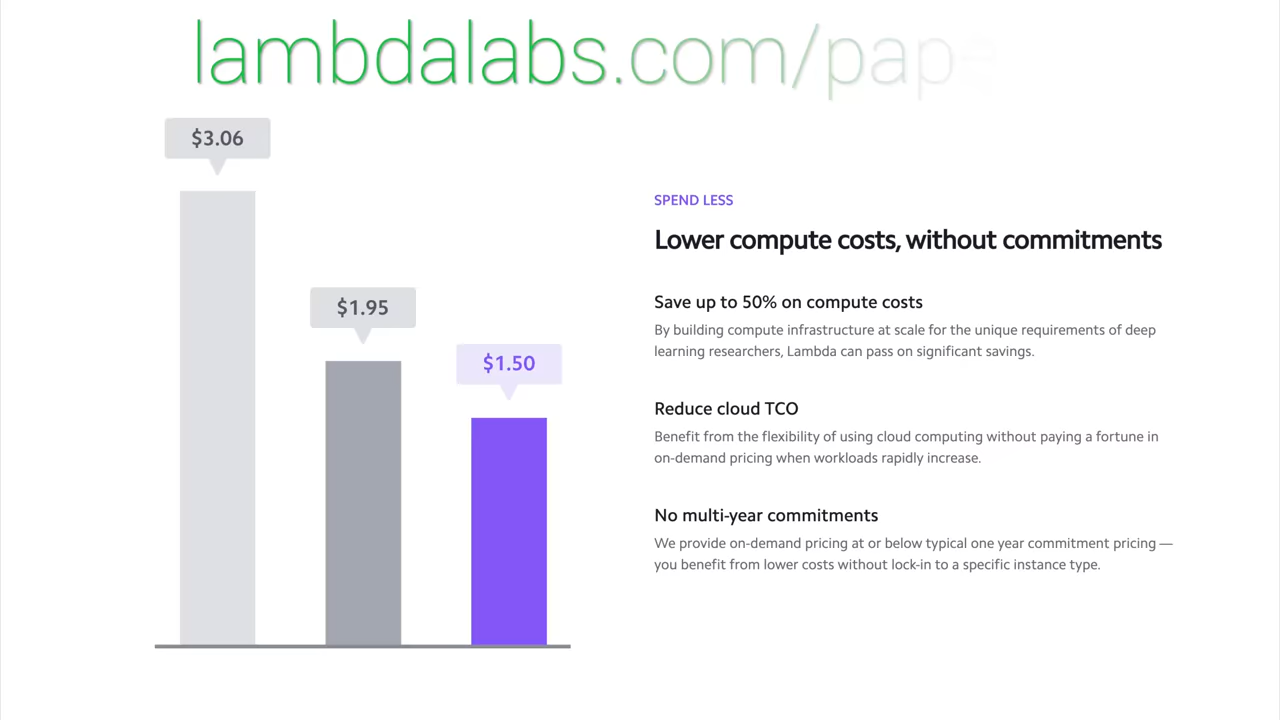 lambdalabs.com/pape
$3.06
$1.95
$1.50
SPEND LESS
Lower compute costs, without commitments
Save up to 50% on compute costs
By building compute infrastructure at scale for the unique requirements of deep
learning researchers, Lambda can pass on significant savings.
Reduce cloud TCO
Benefit from the flexibility of using cloud computing without paying a fortune in
on-demand pricing when workloads rapidly increase.
No multi-year commitments
We provide on-demand pricing at or below typical one year commitment pricing —
you benefit from lower costs without lock-in to a specific instance type.